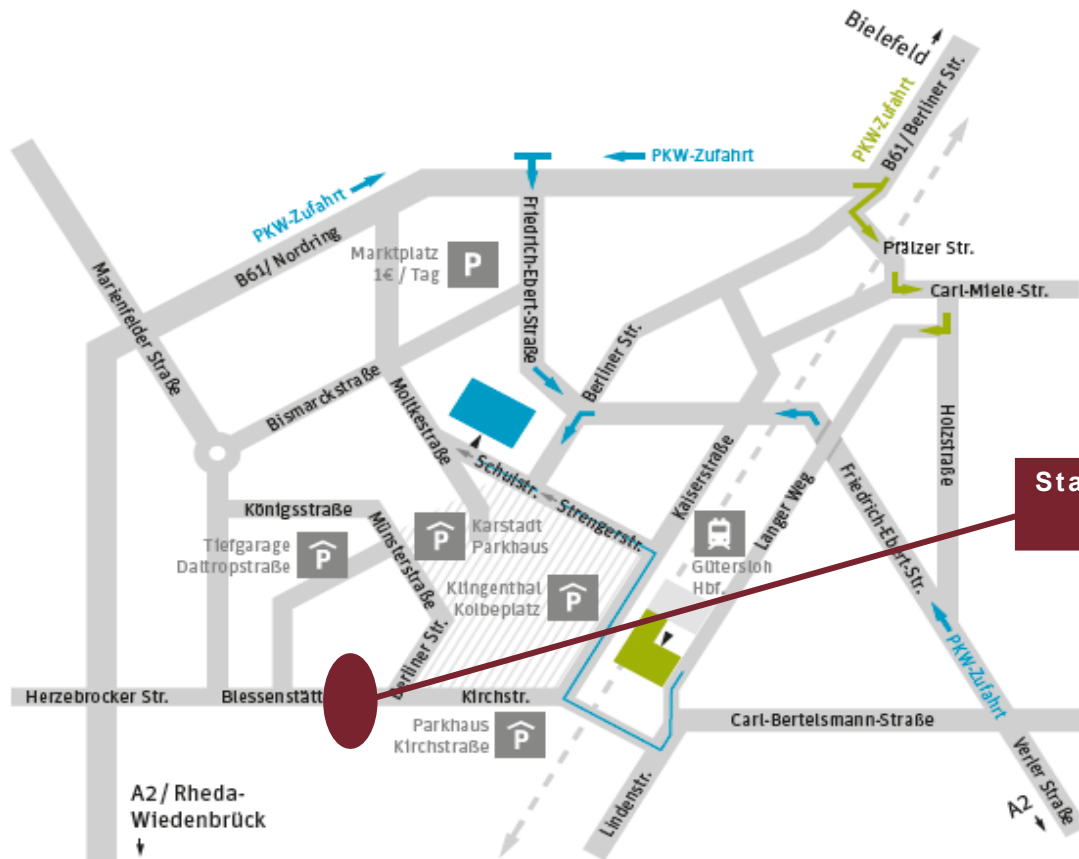 Bielefeld
PKW-Zufahrt
B61/Berliner Str.
PKW-Zufahrt
PKW-Zufahrt
B61/Nordring
Friedrich-Ebert-Straße
Marktplatz
1€ / Tag
P
Pfälzer Str.
Carl-Miele-Str.
Marienfelder Straße
Berliner Str.
Bismarckstraße
Moltkestraße
Holzstraße
Kaiserstraße
Schulstr.
Strengerstr.
Langer Weg
Friedrich-Ebert-Str.
Sta
Königsstraße
Münsterstraße
Karstadt
Parkhaus
P
Tiefgarage
Daltropstraße
P
Gütersloh
Hbf.
Klingenthal
Kolbeplatz
P
PKW-Zufahrt
Berliner Str.
Herzebrocker Str.
Blessenstätt
Kirchstr.
Carl-Bertelsmann-Straße
Parkhaus
Kirchstraße
P
Lindenstr.
Verler Straße
A2
A2 / Rheda-
Wiedenbrück